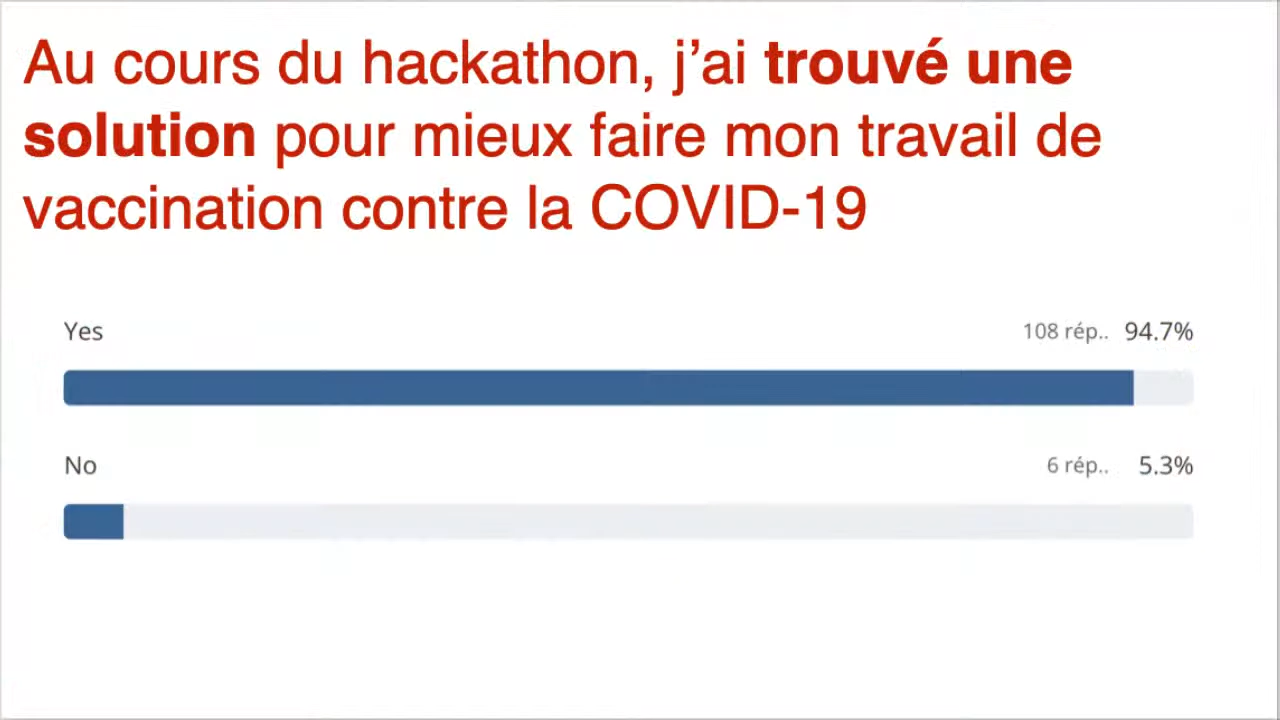 Au cours du hackathon, j’ai trouvé une
solution pour mieux faire mon travail de
vaccination contre la COVID-19
Yes 108 rép.. 94.7%
No 6 rép.. 5.3%